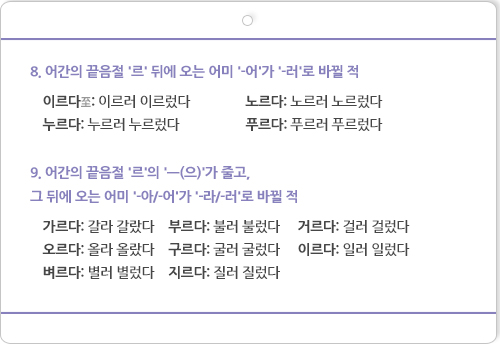 8. 어간의 끝음절 '르' 뒤에 오는 어미 '-어'가 '-러'로 바뀔 적
이르다至: 이르러 이르렀다 노르다: 노르러 노르렀다
누르다: 누르러 누르렀다 푸르다: 푸르러 푸르렀다
9. 어간의 끝음절 '르'의 'ㅡ(으)'가 줄고,
그 뒤에 오는 어미 '-아/-어'가 '-라/-러'로 바뀔 적
가르다: 갈라 갈랐다 부르다: 불러 불렀다 거르다: 걸러 걸렀다
오르다: 올라 올랐다 구르다: 굴러 굴렀다 이르다: 일러 일렀다
벼르다: 별러 별렀다 지르다: 질러 질렀다